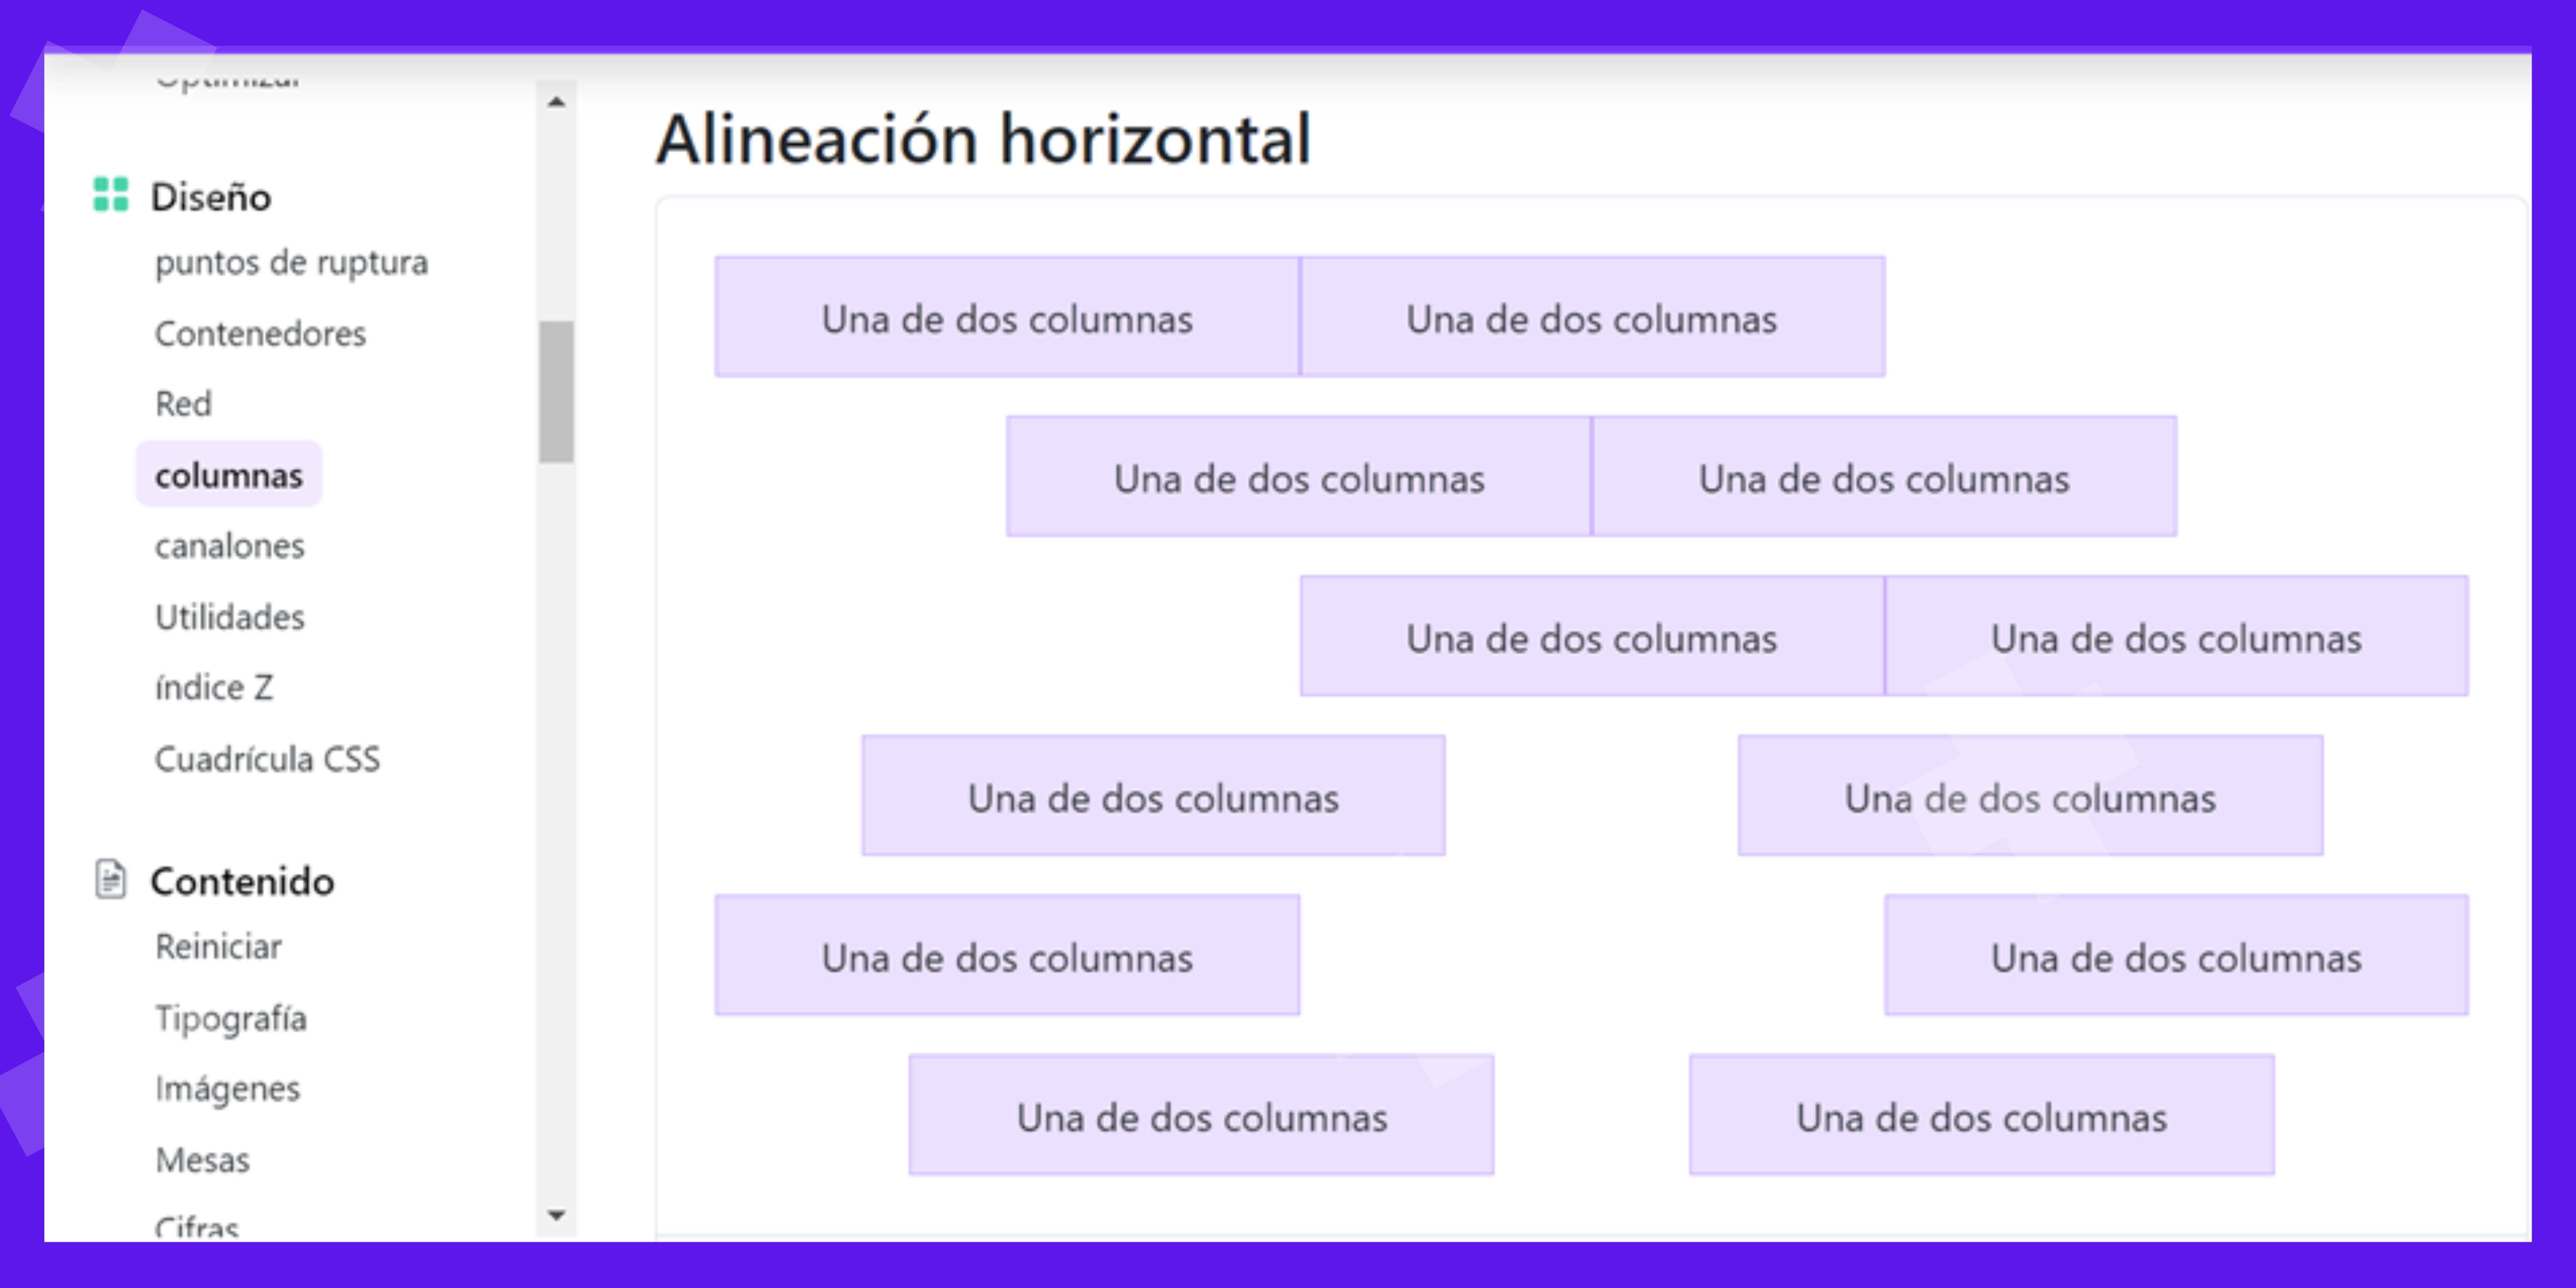 Optimizar
Diseño
puntos de ruptura
Contenedores
Red
columnas
canalones
Utilidades
índice Z
Cuadrícula CSS
Contenido
Reiniciar
Tipografía
Imágenes
Mesas
Cifras
Alineación horizontal
Una de dos columnas Una de dos columnas
Una de dos columnas Una de dos columnas
Una de dos columnas Una de dos columnas
Una de dos columnas Una de dos columnas
Una de dos columnas Una de dos columnas
Una de dos columnas Una de dos columnas